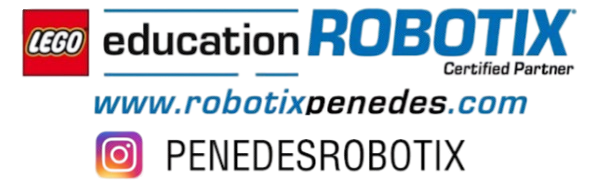 LEGO education ROBOTIX
Certified Partner
www.robotixpenedes.com
PENEDESROBOTIX